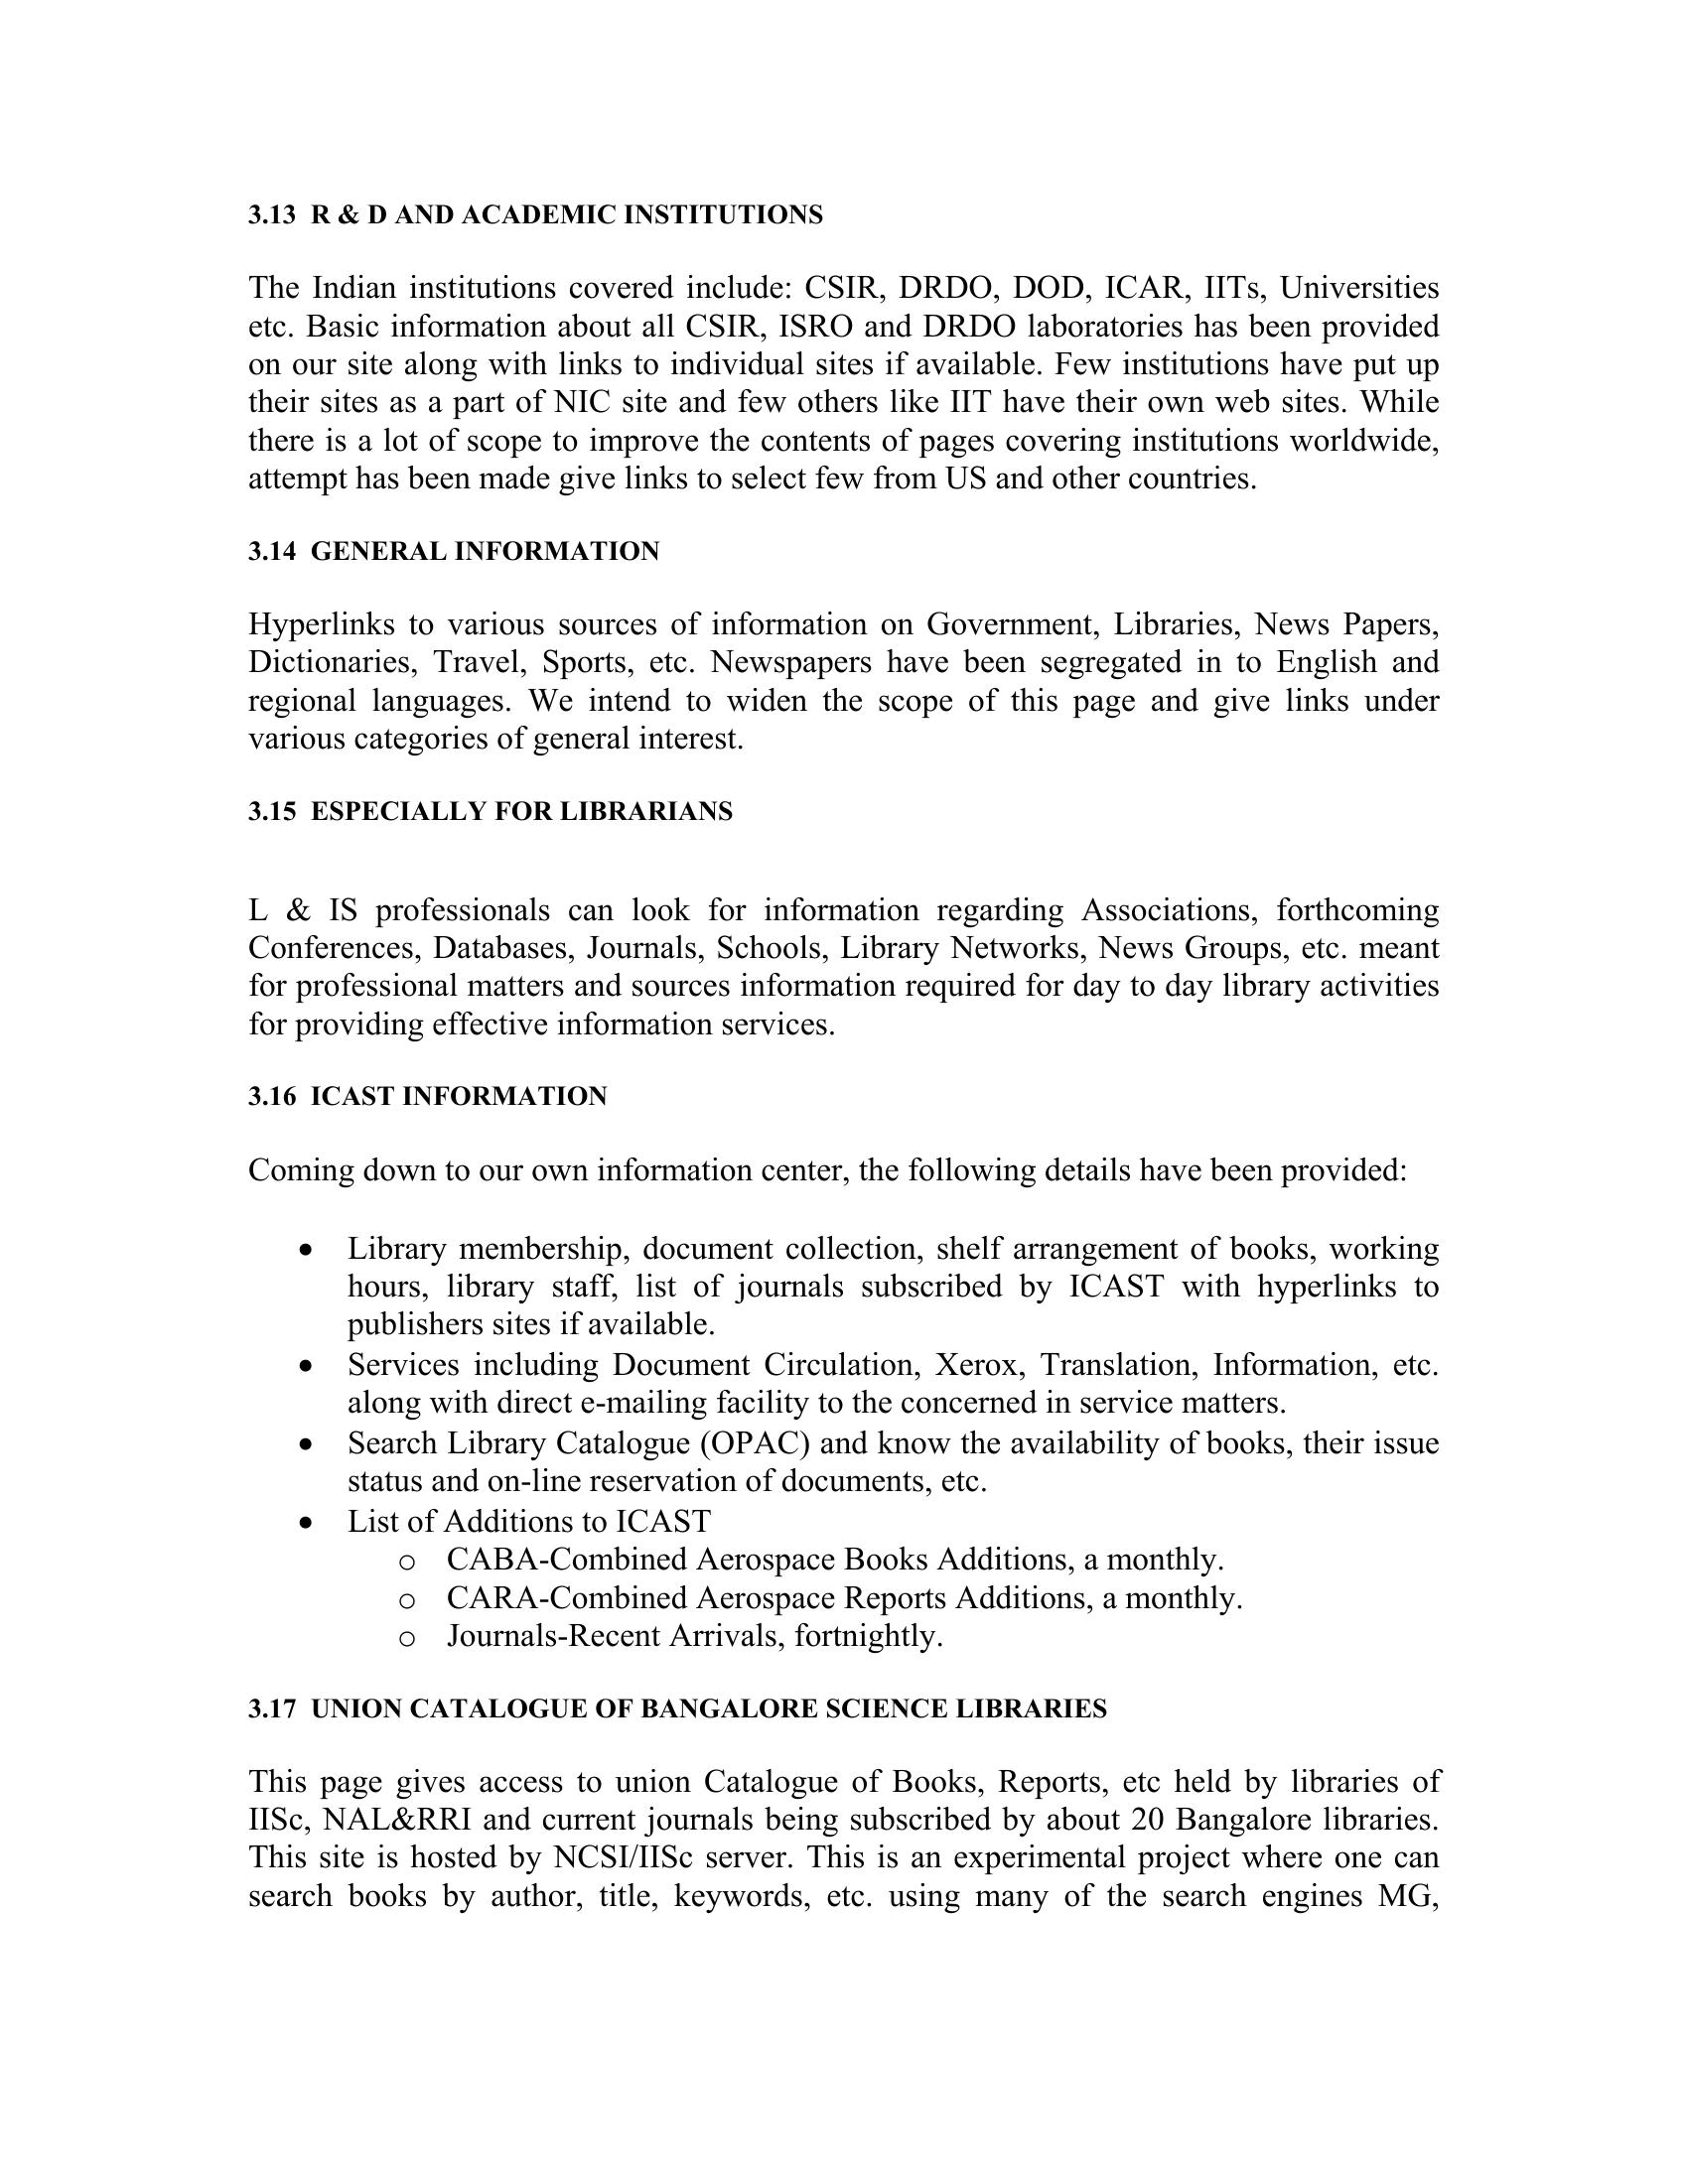 3.13 R & D AND ACADEMIC INSTITUTIONS
The Indian institutions covered include: CSIR, DRDO, DOD, ICAR, IITs, Universities
etc. Basic information about all CSIR, ISRO and DRDO laboratories has been provided
on our site along with links to individual sites if available. Few institutions have put up
their sites as a part of NIC site and few others like IIT have their own web sites. While
there is a lot of scope to improve the contents of pages covering institutions worldwide,
attempt has been made give links to select few from US and other countries.
3.14 GENERAL INFORMATION
Hyperlinks to various sources of information on Government, Libraries, News Papers,
Dictionaries, Travel, Sports, etc. Newspapers have been segregated in to English and
regional languages. We intend to widen the scope of this page and give links under
various categories of general interest.
3.15 ESPECIALLY FOR LIBRARIANS
L & IS professionals can look for information regarding Associations, forthcoming
Conferences, Databases, Journals, Schools, Library Networks, News Groups, etc. meant
for professional matters and sources information required for day to day library activities
for providing effective information services.
3.16 ICAST INFORMATION
Coming down to our own information center, the following details have been provided:
• Library membership, document collection, shelf arrangement of books, working
hours, library staff, list of journals subscribed by ICAST with hyperlinks to
publishers sites if available.
• Services including Document Circulation, Xerox, Translation, Information, etc.
along with direct e-mailing facility to the concerned in service matters.
• Search Library Catalogue (OPAC) and know the availability of books, their issue
status and on-line reservation of documents, etc.
• List of Additions to ICAST
o CABA-Combined Aerospace Books Additions, a monthly.
o CARA-Combined Aerospace Reports Additions, a monthly.
o Journals-Recent Arrivals, fortnightly.
3.17 UNION CATALOGUE OF BANGALORE SCIENCE LIBRARIES
This page gives access to union Catalogue of Books, Reports, etc held by libraries of
IISc, NAL&RRI and current journals being subscribed by about 20 Bangalore libraries.
This site is hosted by NCSI/IISc server. This is an experimental project where one can
search books by author, title, keywords, etc. using many of the search engines MG,